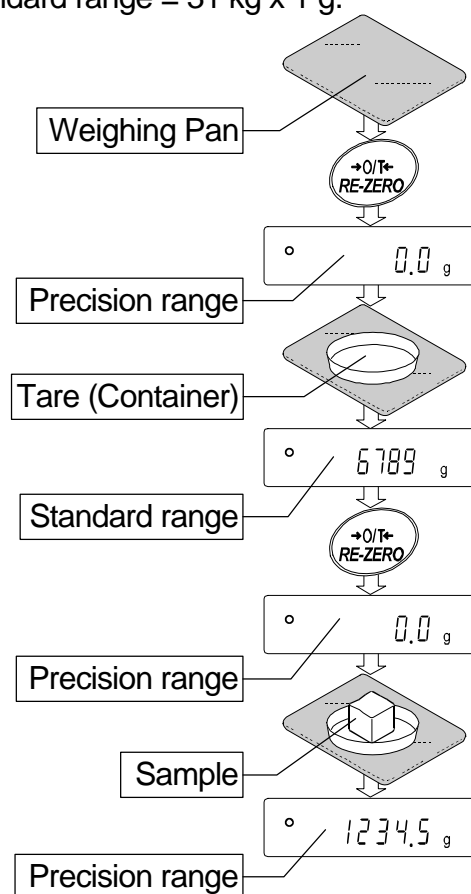 ndard range = 31 kg x 1 g.
Weighing Pan
→0/T←
RE-ZERO
0.0 g
Precision range
Tare (Container)
6789 g
Standard range
→0/T←
RE-ZERO
0.0 g
Precision range
Sample
1234.5 g
Precision range